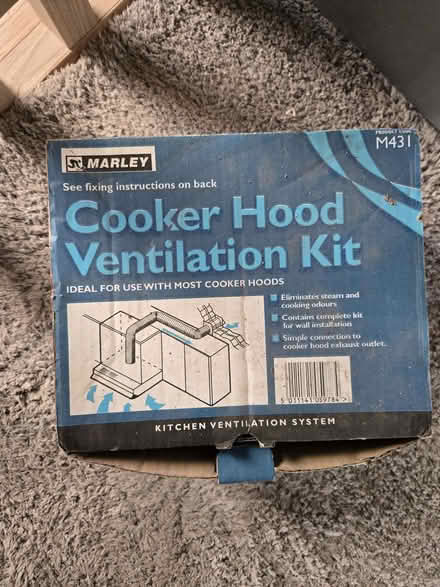 PRODUCT CODE
M431
MARLEY
See fixing instructions on back
Cooker Hood
Ventilation Kit
IDEAL FOR USE WITH MOST COOKER HOODS
Eliminates steam and
cooking odours
Contains complete kit
for wall installation
Simple connection to
cooker hood exhaust outlet.
KITCHEN VENTILATION SYSTEM